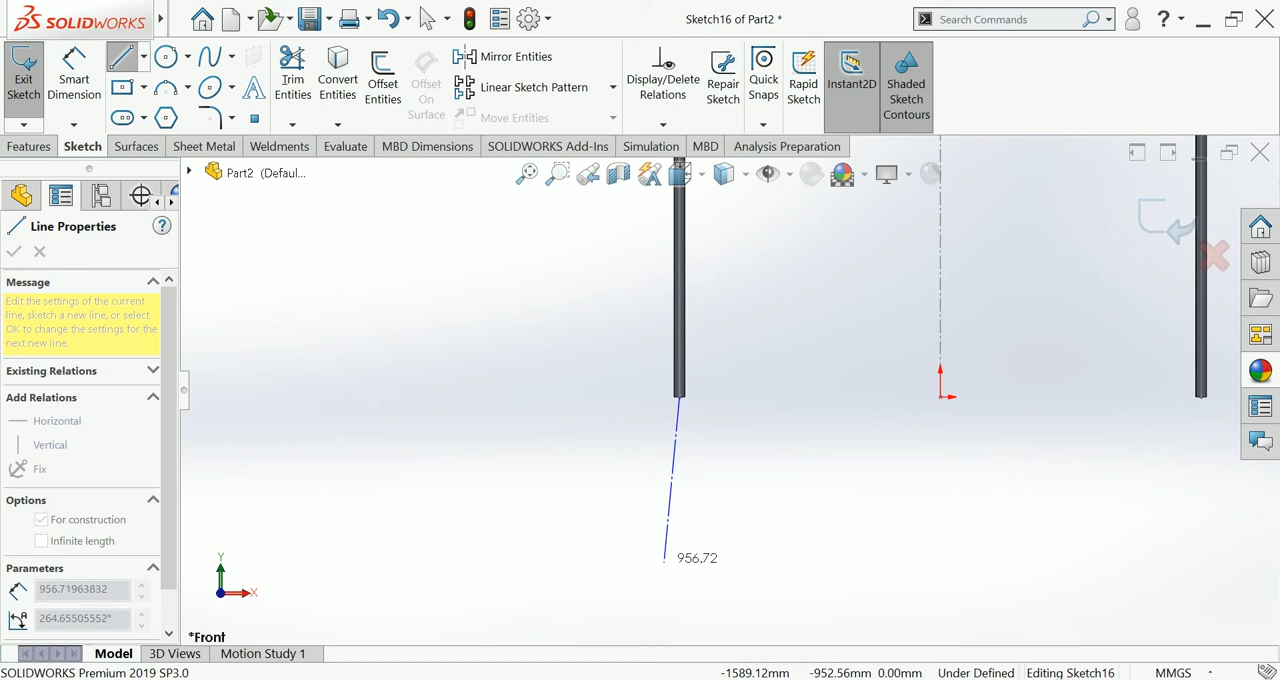 SOLIDWORKS
Sketch16 of Part2 *
Search Commands
?
Exit Sketch
Smart Dimension
Trim Entities
Convert Entities
Offset Entities
Offset On Surface
Mirror Entities
Linear Sketch Pattern
Move Entities
Display/Delete Relations
Repair Sketch
Quick Snaps
Rapid Sketch
Instant2D
Shaded Sketch Contours
Features
Sketch
Surfaces
Sheet Metal
Weldments
Evaluate
MBD Dimensions
SOLIDWORKS Add-Ins
Simulation
MBD
Analysis Preparation
Part2 (Defaul...
Line Properties
?
Message
Edit the settings of the current
line, sketch a new line, or select
OK to change the settings for the
next new line.
Existing Relations
Add Relations
Horizontal
Vertical
Fix
Options
For construction
Infinite length
Parameters
956.71963832
264.65505552°
956.72
Y
X
*Front
Model
3D Views
Motion Study 1
SOLIDWORKS Premium 2019 SP3.0
-1589.12mm
-952.56mm
0.00mm
Under Defined
Editing Sketch16
MMGS